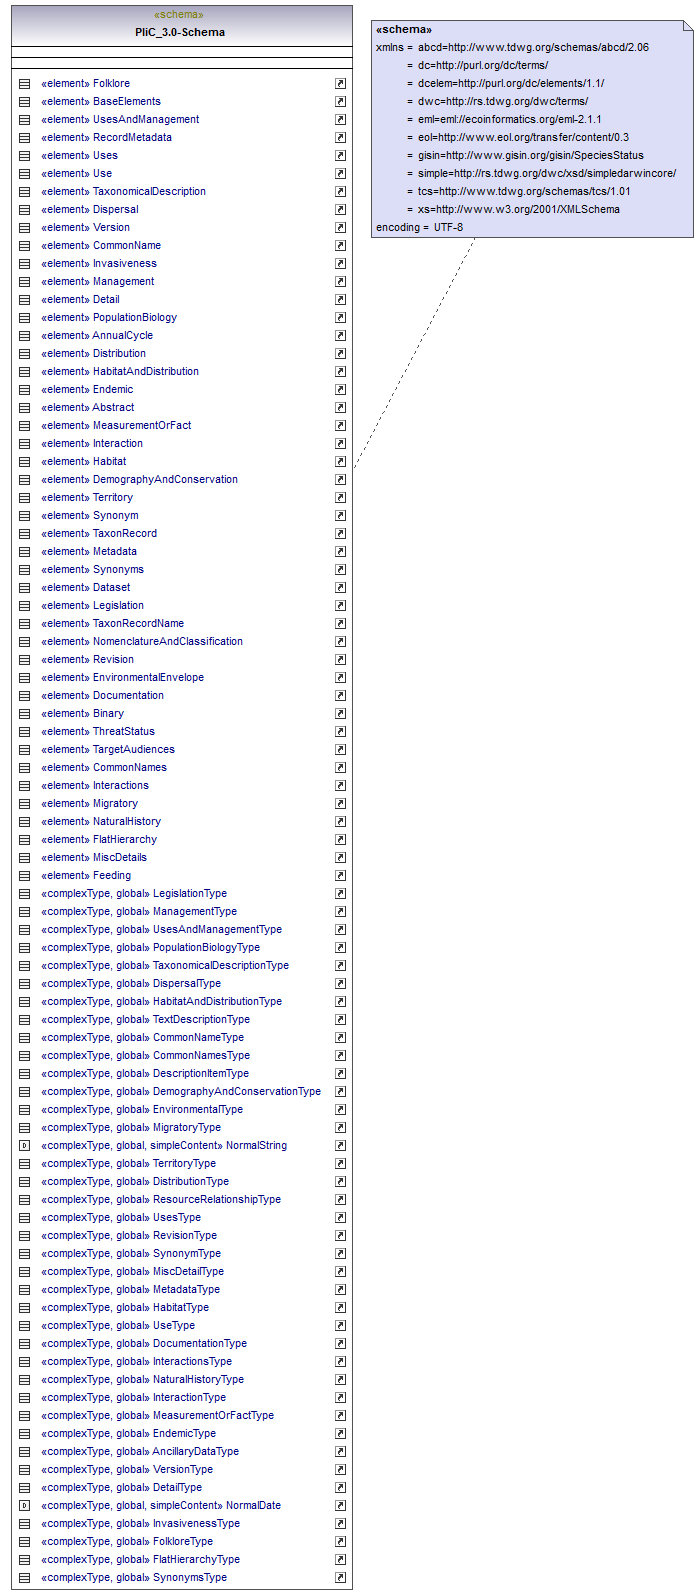 «schema»
PliC_3.0-Schema
«element» Folklore
«element» BaseElements
«element» UsesAndManagement
«element» RecordMetadata
«element» Uses
«element» Use
«element» TaxonomicalDescription
«element» Dispersal
«element» Version
«element» CommonName
«element» Invasiveness
«element» Management
«element» Detail
«element» PopulationBiology
«element» AnnualCycle
«element» Distribution
«element» HabitatAndDistribution
«element» Endemic
«element» Abstract
«element» MeasurementOrFact
«element» Interaction
«element» Habitat
«element» DemographyAndConservation
«element» Territory
«element» Synonym
«element» TaxonRecord
«element» Metadata
«element» Synonyms
«element» Dataset
«element» Legislation
«element» TaxonRecordName
«element» NomenclatureAndClassification
«element» Revision
«element» EnvironmentalEnvelope
«element» Documentation
«element» Binary
«element» ThreatStatus
«element» TargetAudiences
«element» CommonNames
«element» Interactions
«element» Migratory
«element» NaturalHistory
«element» FlatHierarchy
«element» MiscDetails
«element» Feeding
«complexType, global» LegislationType
«complexType, global» ManagementType
«complexType, global» UsesAndManagementType
«complexType, global» PopulationBiologyType
«complexType, global» TaxonomicalDescriptionType
«complexType, global» DispersalType
«complexType, global» HabitatAndDistributionType
«complexType, global» TextDescriptionType
«complexType, global» CommonNameType
«complexType, global» CommonNamesType
«complexType, global» DescriptionItemType
«complexType, global» DemographyAndConservationType
«complexType, global» EnvironmentalType
«complexType, global» MigratoryType
«complexType, global, simpleContent» NormalString
«complexType, global» TerritoryType
«complexType, global» DistributionType
«complexType, global» ResourceRelationshipType
«complexType, global» UsesType
«complexType, global» RevisionType
«complexType, global» SynonymType
«complexType, global» MiscDetailType
«complexType, global» MetadataType
«complexType, global» HabitatType
«complexType, global» UseType
«complexType, global» DocumentationType
«complexType, global» InteractionsType
«complexType, global» NaturalHistoryType
«complexType, global» InteractionType
«complexType, global» MeasurementOrFactType
«complexType, global» EndemicType
«complexType, global» AncillaryDataType
«complexType, global» VersionType
«complexType, global» DetailType
«complexType, global, simpleContent» NormalDate
«complexType, global» InvasivenessType
«complexType, global» FolkloreType
«complexType, global» FlatHierarchyType
«complexType, global» SynonymsType
«schema»
xmlns = abcd=http://www.tdwg.org/schemas/abcd/2.06
= dc=http://purl.org/dc/terms/
= dcelem=http://purl.org/dc/elements/1.1/
= dwc=http://rs.tdwg.org/dwc/terms/
= eml=eml://ecoinformatics.org/eml-2.1.1
= eol=http://www.eol.org/transfer/content/0.3
= gisin=http://www.gisin.org/gisin/SpeciesStatus
= simple=http://rs.tdwg.org/dwc/xsd/simpledarwincore/
= tcs=http://www.tdwg.org/schemas/tcs/1.01
= xs=http://www.w3.org/2001/XMLSchema
encoding = UTF-8